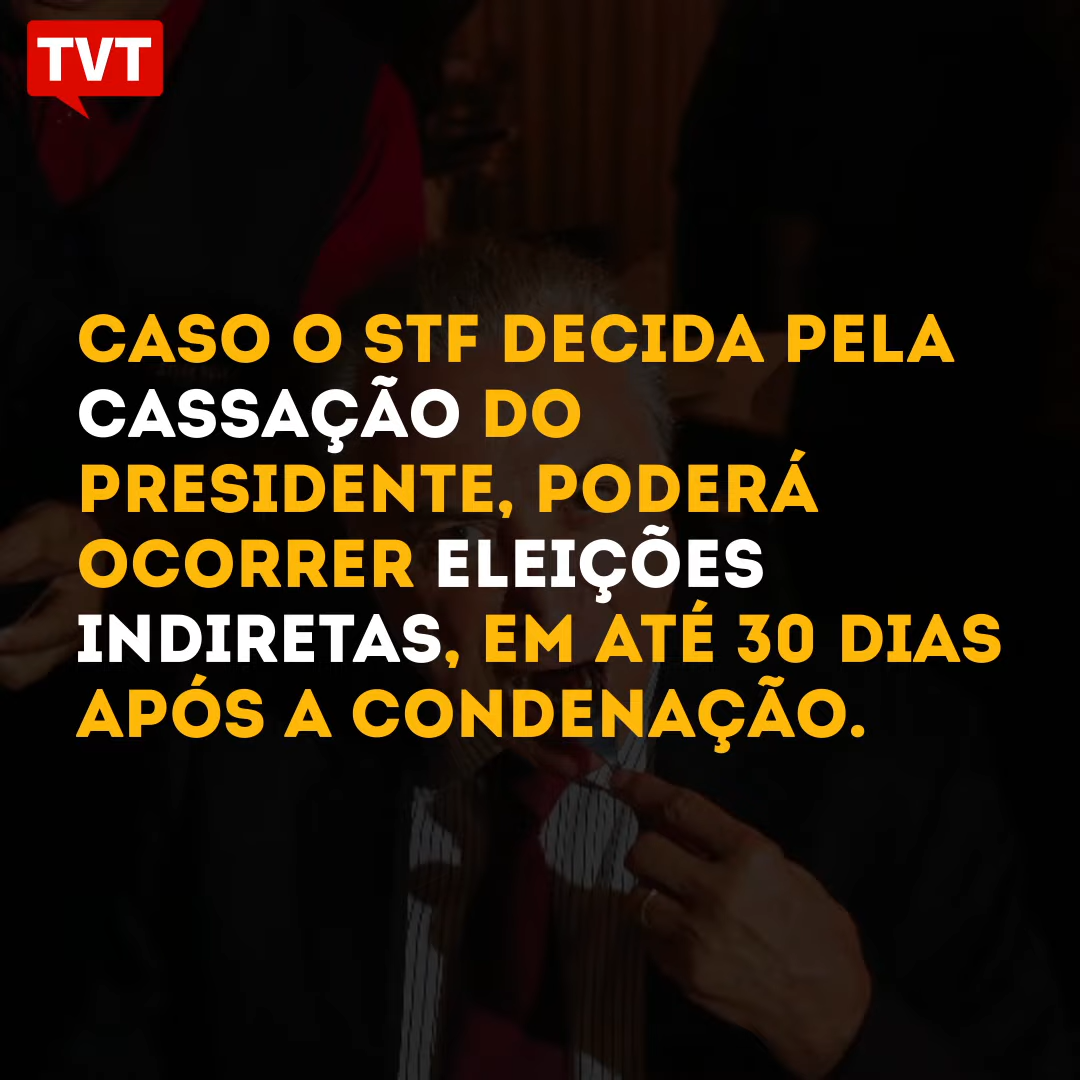 TVT
CASO O STF DECIDA PELA
CASSAÇÃO DO
PRESIDENTE, PODERÁ
OCORRER ELEIÇÕES
INDIRETAS, EM ATÉ 30 DIAS
APÓS A CONDENAÇÃO.